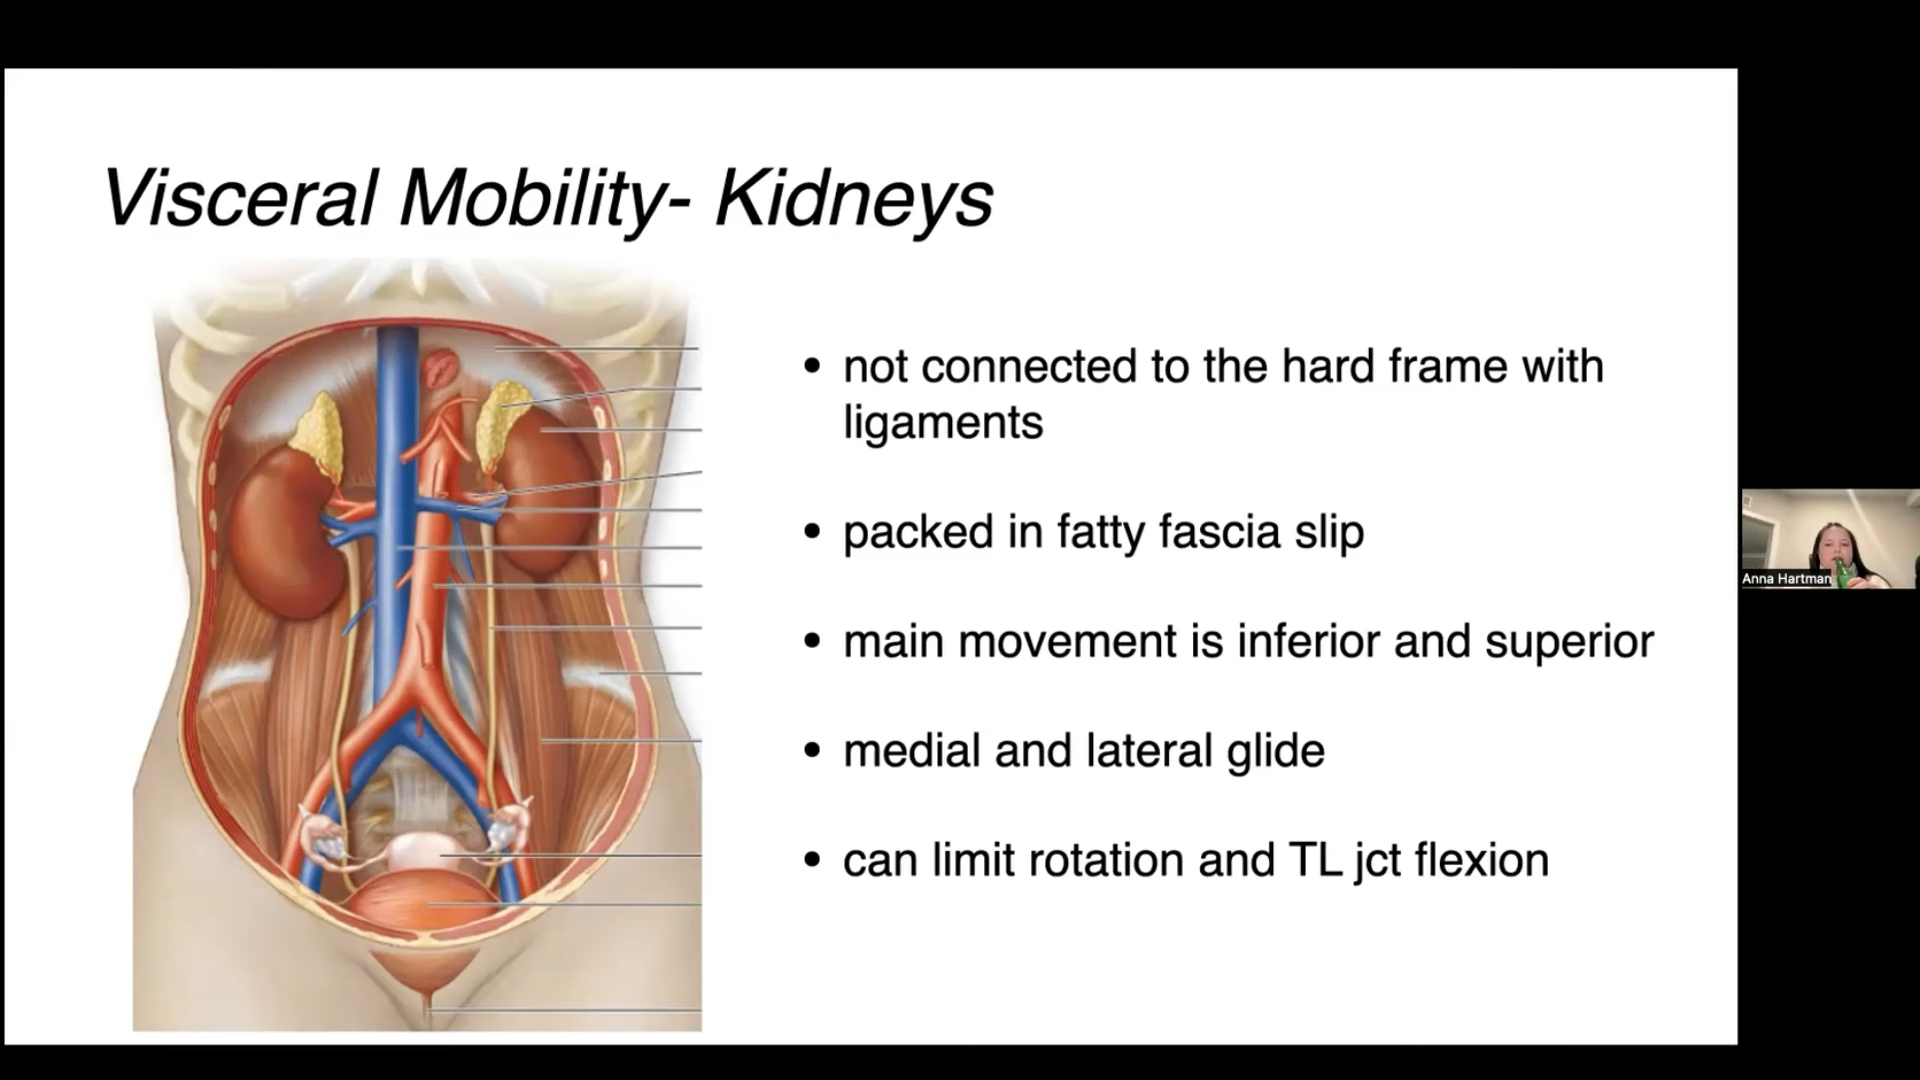 Visceral Mobility- Kidneys
• not connected to the hard frame with
ligaments
• packed in fatty fascia slip
• main movement is inferior and superior
• medial and lateral glide
• can limit rotation and TL jct flexion
Anna Hartman